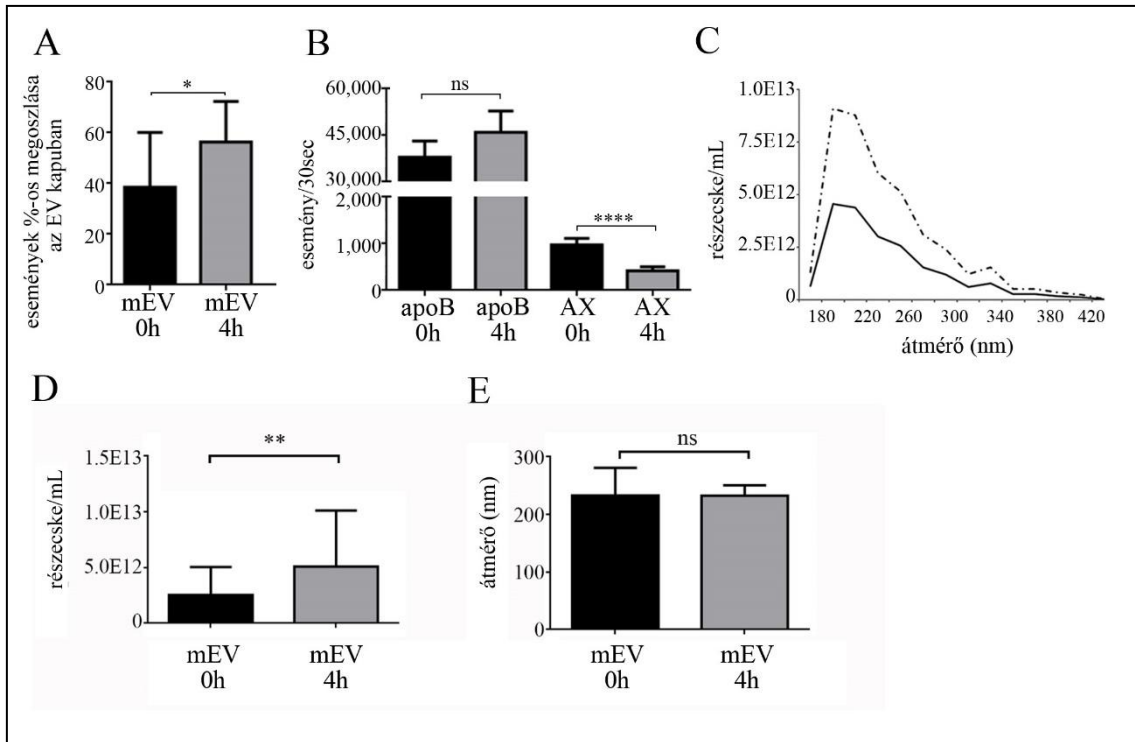 A
események %-os megoszlása
az EV kapuban
80
60
40
20
0
*
mEV
0h
mEV
4h
B
esemény/30sec
60,000
45,000
30,000
2,000
1,000
0
ns
****
apoB
0h
apoB
4h
AX
0h
AX
4h
C
részecske/mL
1.0E13
7.5E12
5.0E12
2.5E12
0
180 220 260 300 340 380 420
átmérő (nm)
D
részecske/mL
1.5E13
1.0E13
5.0E12
0
**
mEV
0h
mEV
4h
E
átmérő (nm)
300
200
100
0
ns
mEV
0h
mEV
4h